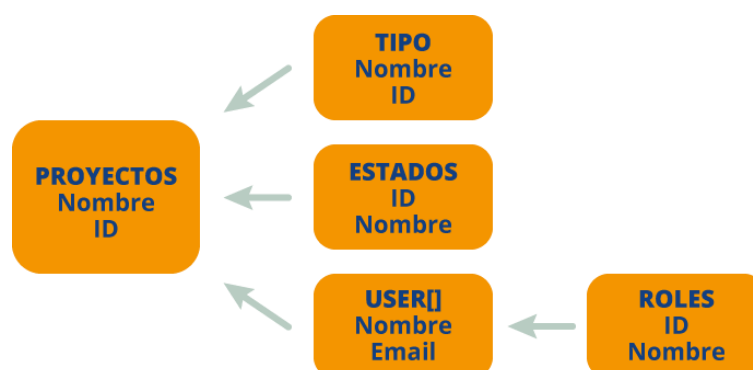 TIPO
Nombre
ID
PROYECTOS
Nombre
ID
ESTADOS
ID
Nombre
USER[]
Nombre
Email
ROLES
ID
Nombre